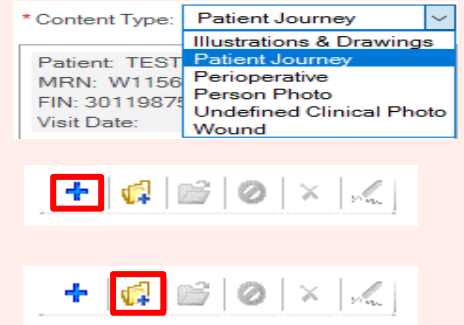 * Content Type: Patient Journey
Illustrations & Drawings
Patient: TEST Patient Journey
MRN: W1156 Perioperative
FIN: 30119875 Person Photo
Visit Date: Undefined Clinical Photo
Wound